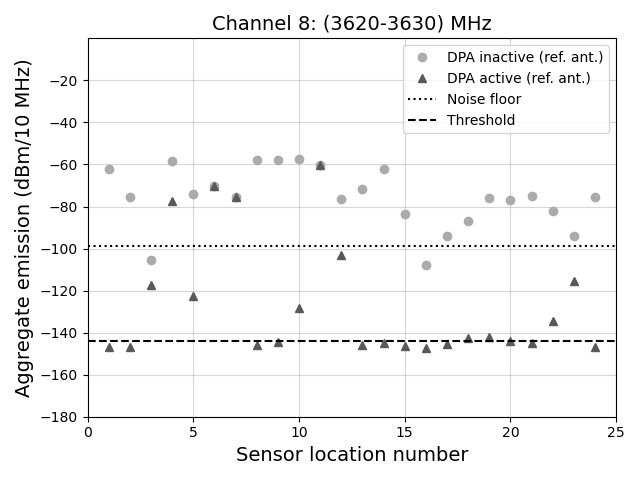 Channel 8: (3620-3630) MHz
DPA inactive (ref. ant.)
DPA active (ref. ant.)
Noise floor
Threshold
Aggregate emission (dBm/10 MHz)
−20
−40
−60
−80
−100
−120
−140
−160
−180
0 5 10 15 20 25
Sensor location number